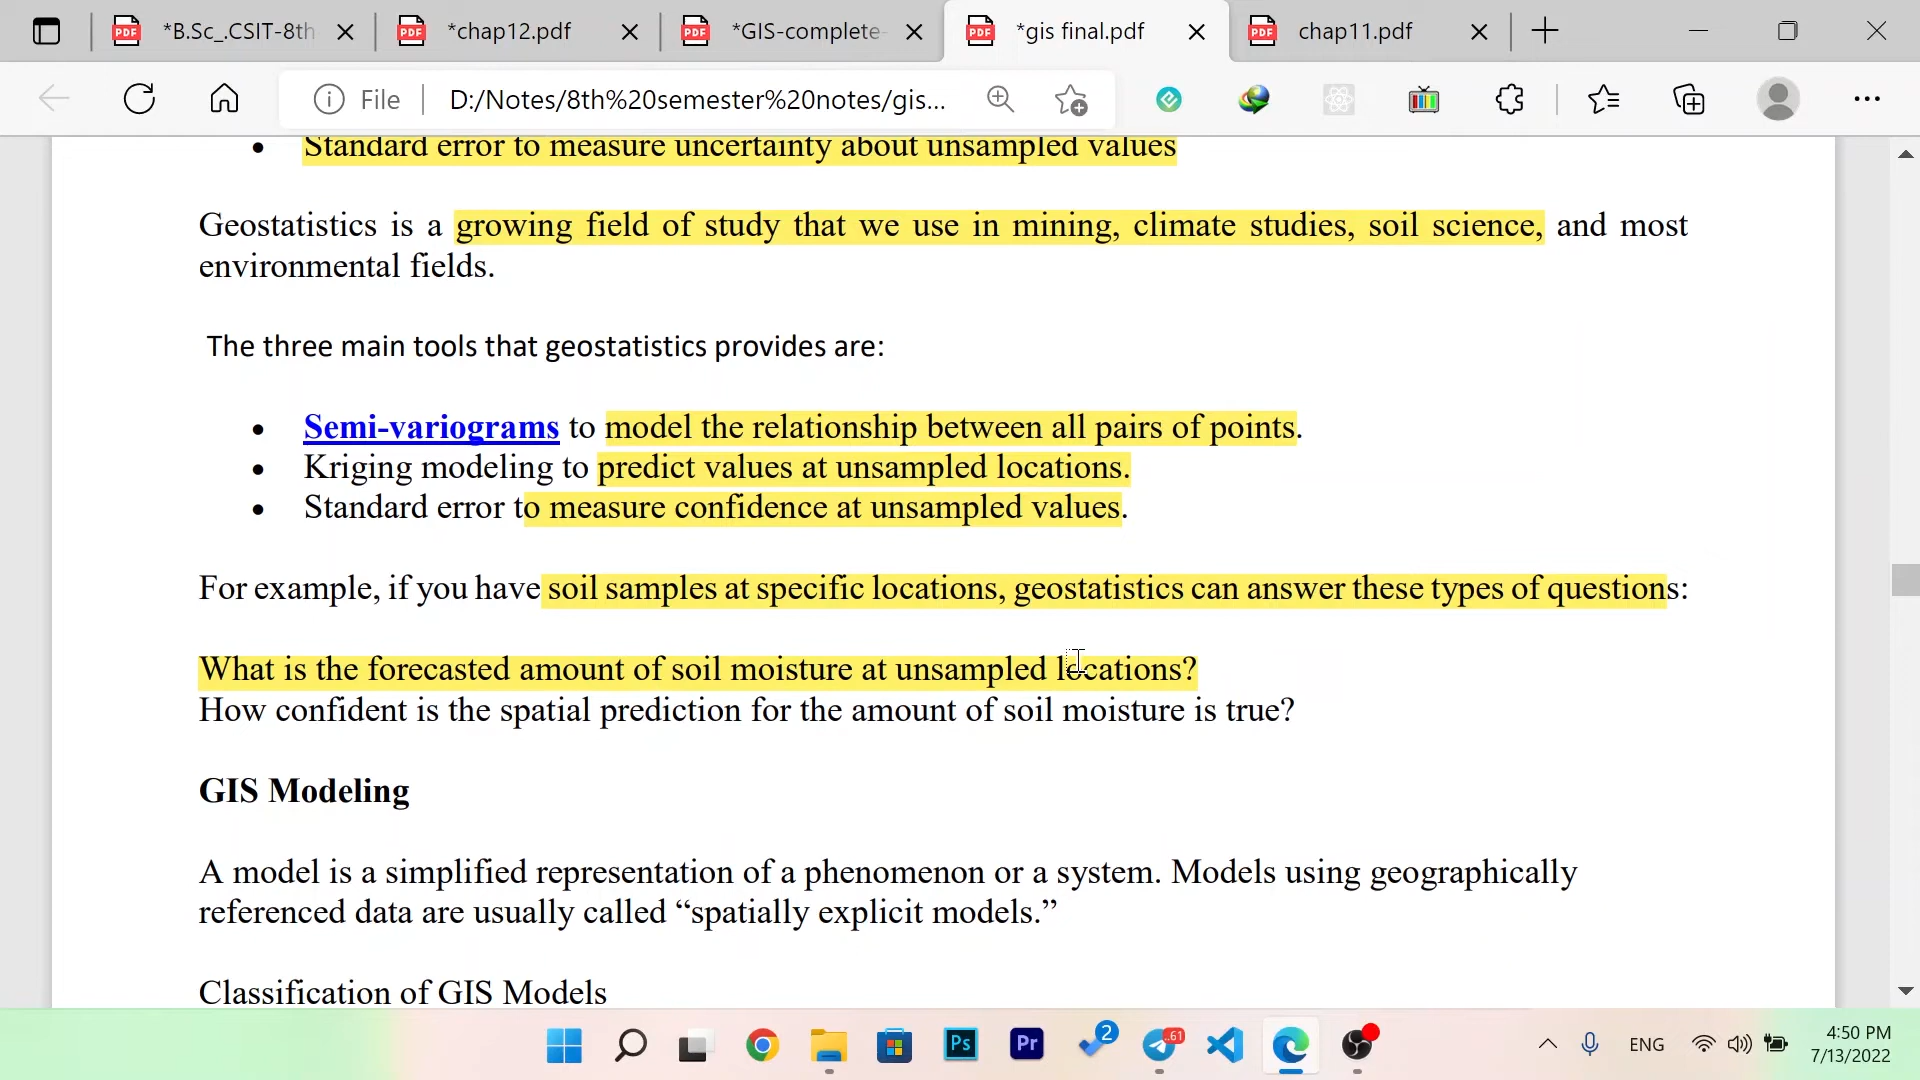 *B.Sc_.CSIT-8th
*chap12.pdf
*GIS-complete-
*gis final.pdf
chap11.pdf
File
D:/Notes/8th%20semester%20notes/gis...
Standard error to measure uncertainty about unsampled values
Geostatistics is a growing field of study that we use in mining, climate studies, soil science, and most
environmental fields.
The three main tools that geostatistics provides are:
• Semi-variograms to model the relationship between all pairs of points.
• Kriging modeling to predict values at unsampled locations.
• Standard error to measure confidence at unsampled values.
For example, if you have soil samples at specific locations, geostatistics can answer these types of questions:
What is the forecasted amount of soil moisture at unsampled locations?
How confident is the spatial prediction for the amount of soil moisture is true?
GIS Modeling
A model is a simplified representation of a phenomenon or a system. Models using geographically
referenced data are usually called “spatially explicit models.”
Classification of GIS Models
Ps
Pr
2
.61
ENG
4:50 PM
7/13/2022